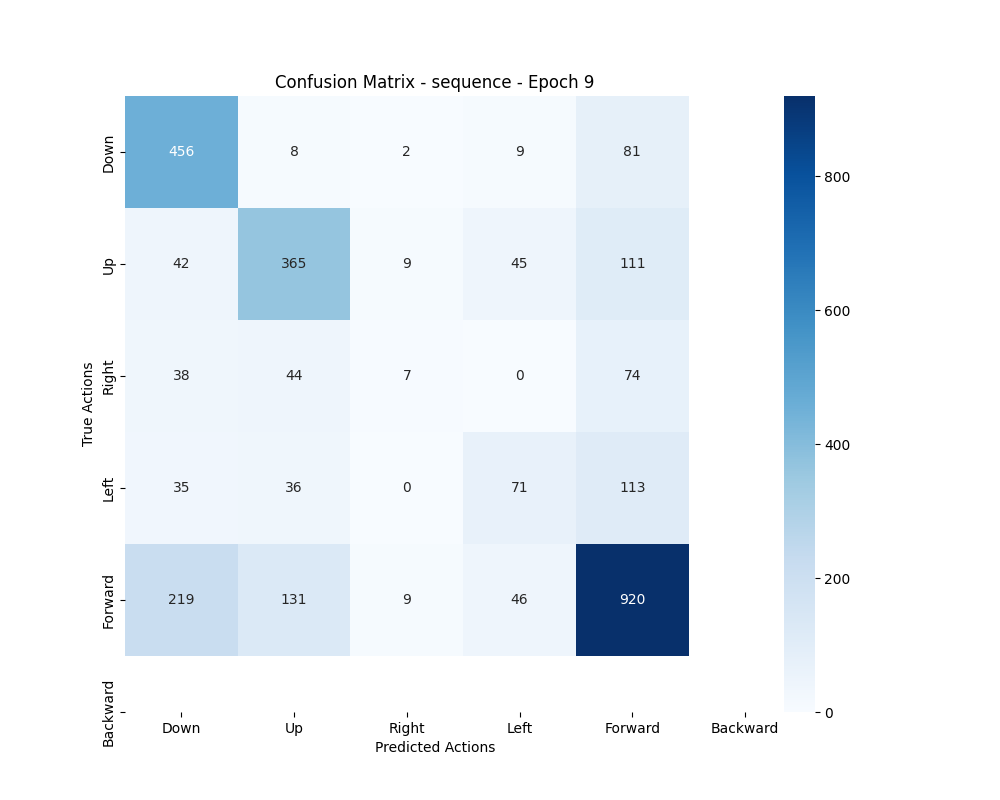 Confusion Matrix - sequence - Epoch 9
True Actions
Down 456 8 2 9 81
Up 42 365 9 45 111
Right 38 44 7 0 74
Left 35 36 0 71 113
Forward 219 131 9 46 920
Backward
Down Up Right Left Forward Backward
Predicted Actions
800
600
400
200
0